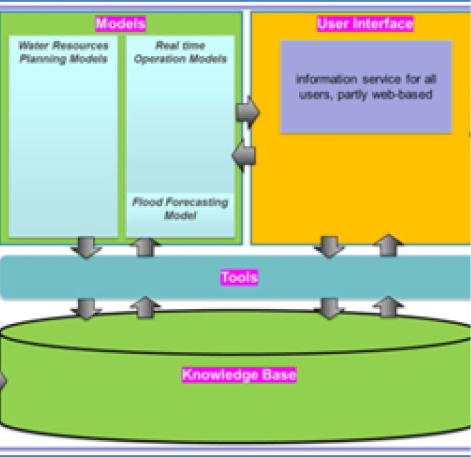 Models
User Interface
Water Resources
Planning Models
Real time
Operation Models
information service for all
users, partly web-based
Flood Forecasting
Model
Tools
Knowledge Base